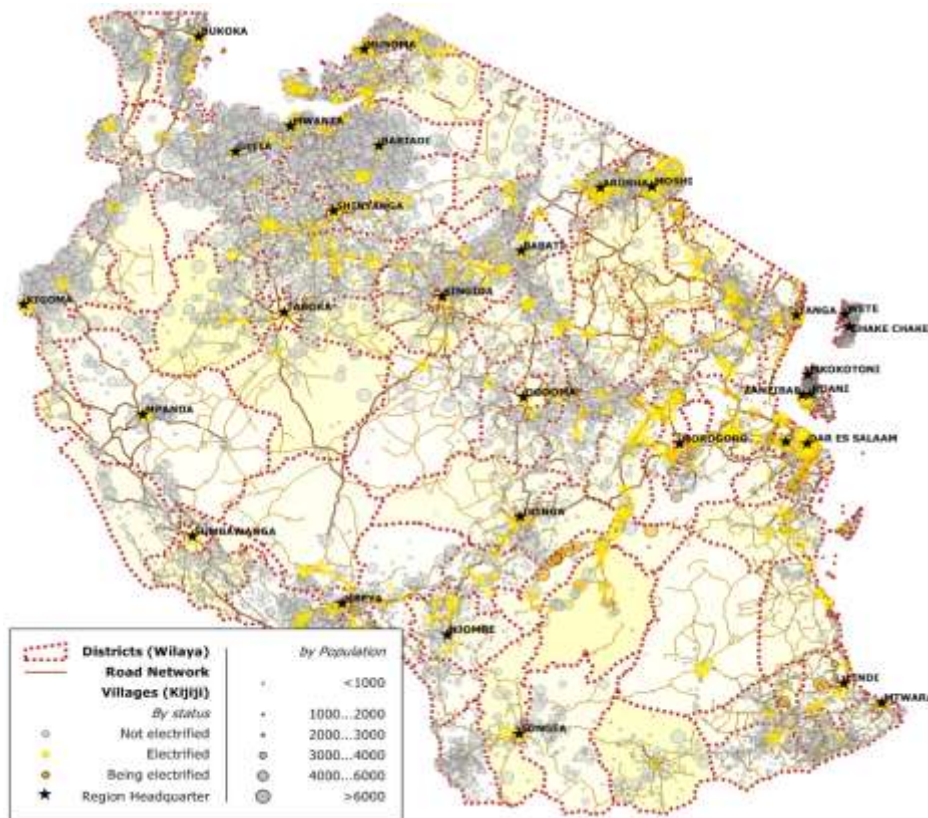 BUKOKA
MUSOMA
MWANZA
GEITA
BARIADI
SHINYANGA
ARUSHA
MOSHI
BABATI
KIGOMA
TABORA
SINGIDA
TANGA
WETE
CHAKE CHAKE
MKOKOTONI
ZANZIBAR
KOANI
MPANDA
DODOMA
MOROGORO
DAR ES SALAAM
SUMBAWANGA
IRINGA
MBEYA
NJOMBE
LINDI
MTWARA
SONGEA
Districts (Wilaya)
Road Network
Villages (Kijiji)
By status
Not electrified
Electrified
Being electrified
Region Headquarter
by Population
<1000
1000...2000
2000...3000
3000...4000
4000...6000
>6000